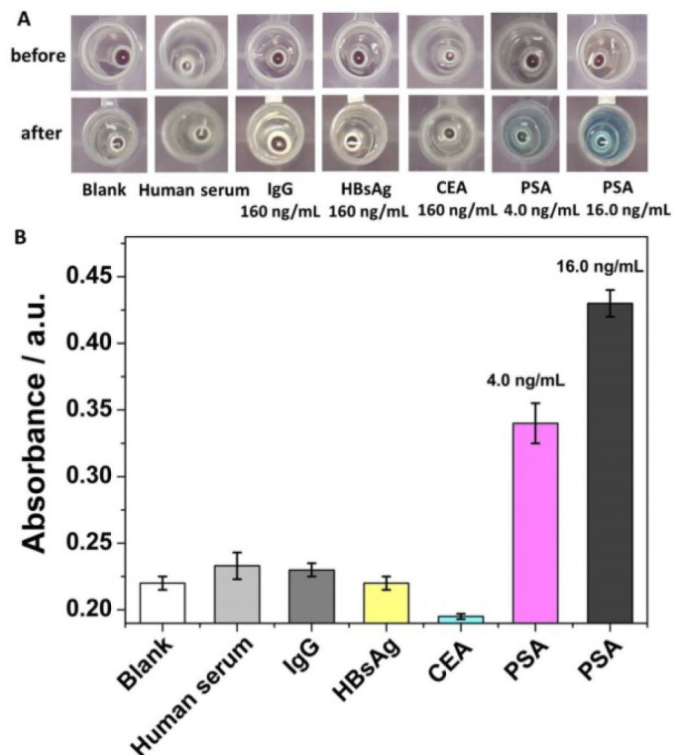 A
before
after
Blank Human serum IgG HBsAg CEA PSA PSA
160 ng/mL 160 ng/mL 160 ng/mL 4.0 ng/mL 16.0 ng/mL
B
Absorbance / a.u.
0.45
0.40
0.35
0.30
0.25
0.20
4.0 ng/mL
16.0 ng/mL
Blank
Human serum
IgG
HBsAg
CEA
PSA
PSA